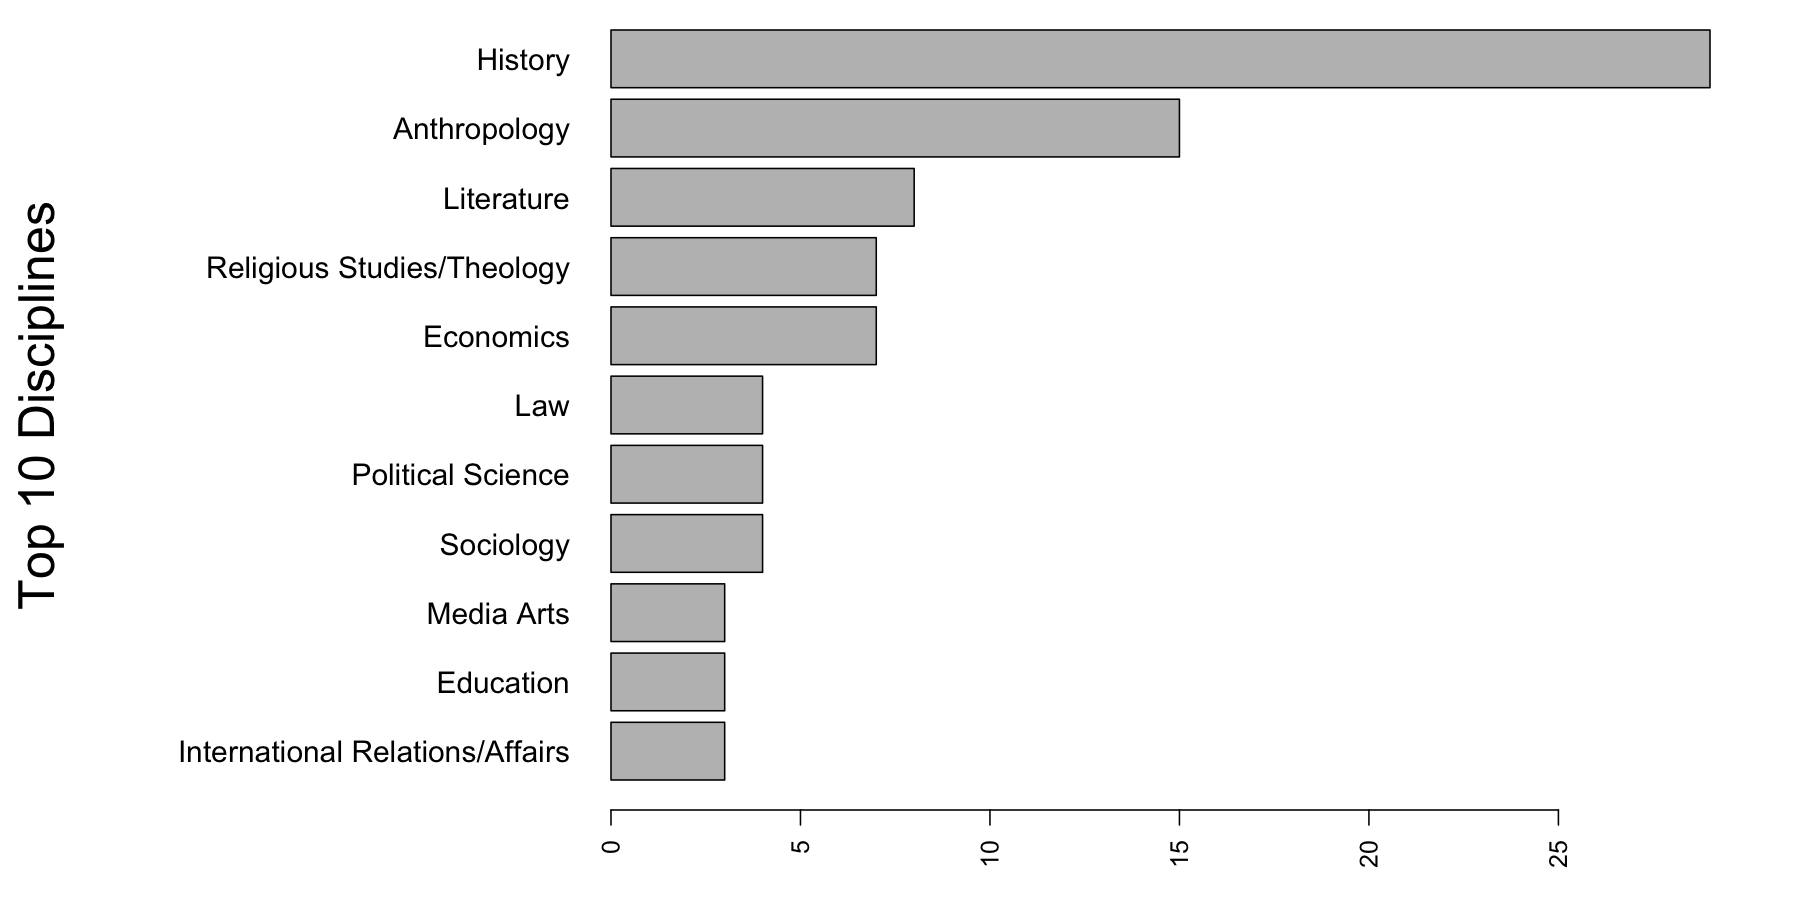 Top 10 Disciplines
History
Anthropology
Literature
Religious Studies/Theology
Economics
Law
Political Science
Sociology
Media Arts
Education
International Relations/Affairs
0 5 10 15 20 25